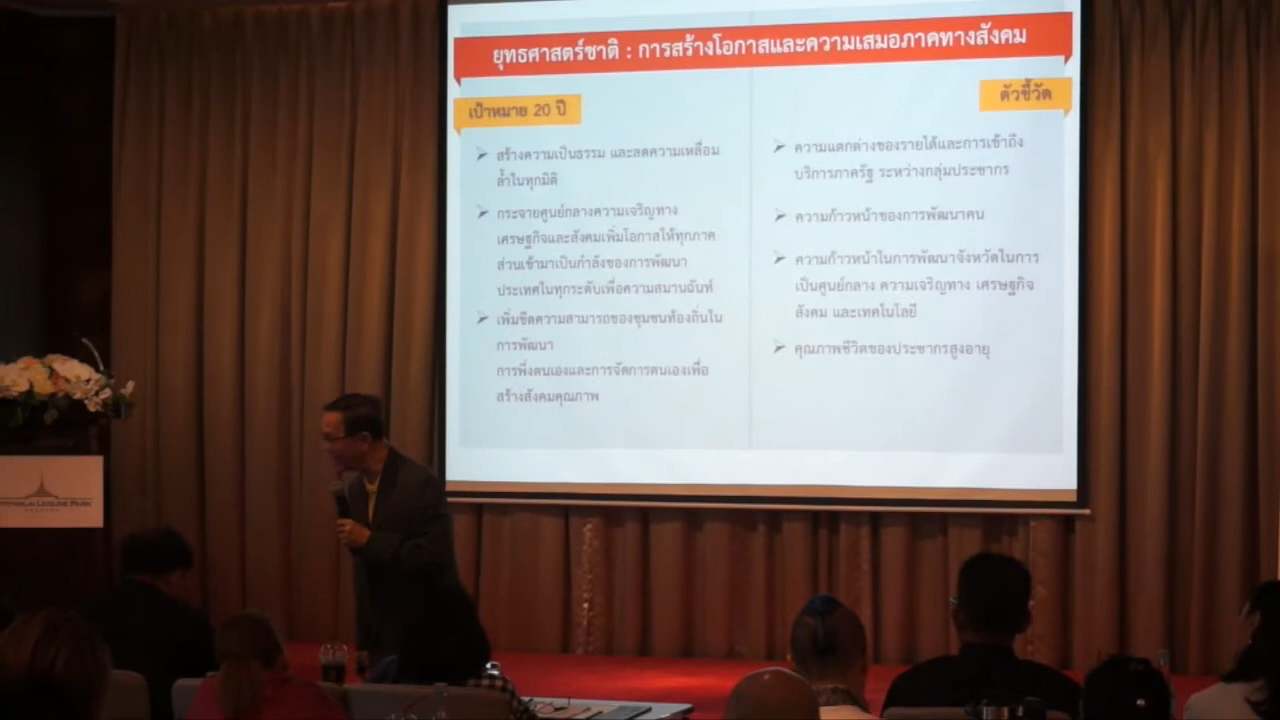 ยุทธศาสตร์ชาติ : การสร้างโอกาสและความเสมอภาคทางสังคม
เป้าหมาย 20 ปี
สร้างความเป็นธรรม และลดความเหลื่อม
ล้ำในทุกมิติ
กระจายศูนย์กลางความเจริญทาง
เศรษฐกิจและสังคมเพิ่มโอกาสให้ทุกภาค
ส่วนเข้ามาเป็นกำลังของการพัฒนา
ประเทศในทุกระดับเพื่อความสมานฉันท์
เพิ่มขีดความสามารถของชุมชนท้องถิ่นใน
การพัฒนา
การพึ่งตนเองและการจัดการตนเองเพื่อ
สร้างสังคมคุณภาพ
ตัวชี้วัด
ความแตกต่างของรายได้และการเข้าถึง
บริการภาครัฐ ระหว่างกลุ่มประชากร
ความก้าวหน้าของการพัฒนาคน
ความก้าวหน้าในการพัฒนาจังหวัดในการ
เป็นศูนย์กลาง ความเจริญทาง เศรษฐกิจ
สังคม และเทคโนโลยี
คุณภาพชีวิตของประชากรสูงอายุ
LEISURE PARK